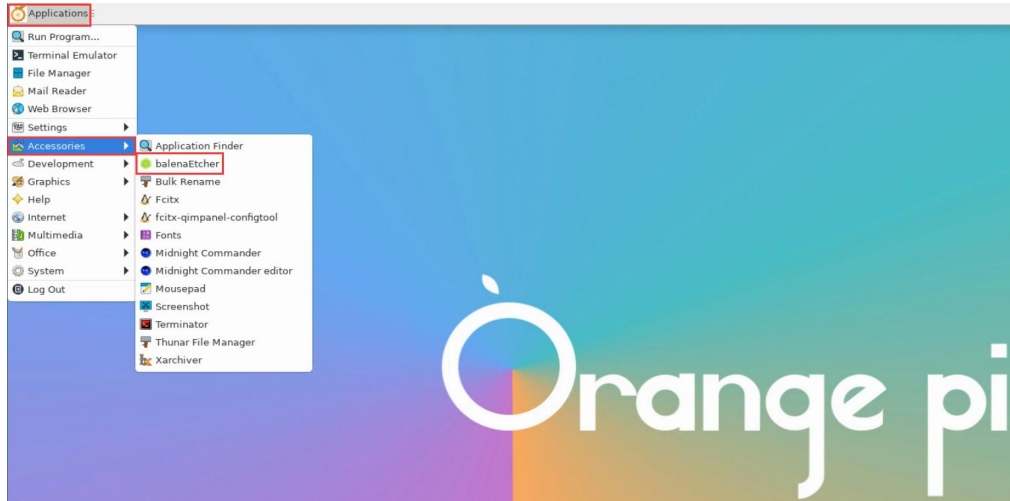 Applications
Run Program...
Terminal Emulator
File Manager
Mail Reader
Web Browser
Settings
Accessories
Development
Graphics
Help
Internet
Multimedia
Office
System
Log Out
Application Finder
balenaEtcher
Bulk Rename
Fcitx
fcitx-qimpanel-configtool
Fonts
Midnight Commander
Midnight Commander editor
Mousepad
Screenshot
Terminator
Thunar File Manager
Xarchiver
Orange pi